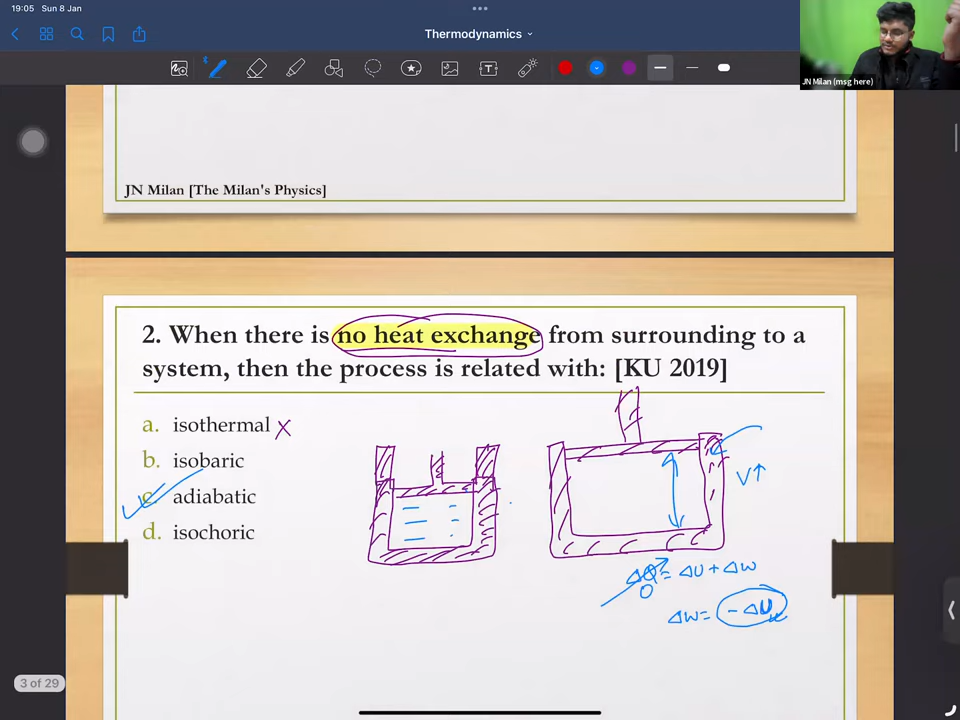 19:05 Sun 8 Jan
Thermodynamics
JN Milan (msg here)
JN Milan [The Milan's Physics]
2. When there is no heat exchange from surrounding to a
system, then the process is related with: [KU 2019]
a. isothermal X
b. isobaric
c. adiabatic
d. isochoric
V↑
ΔQ = ΔU + ΔW
0
ΔW = -ΔU
3 of 29